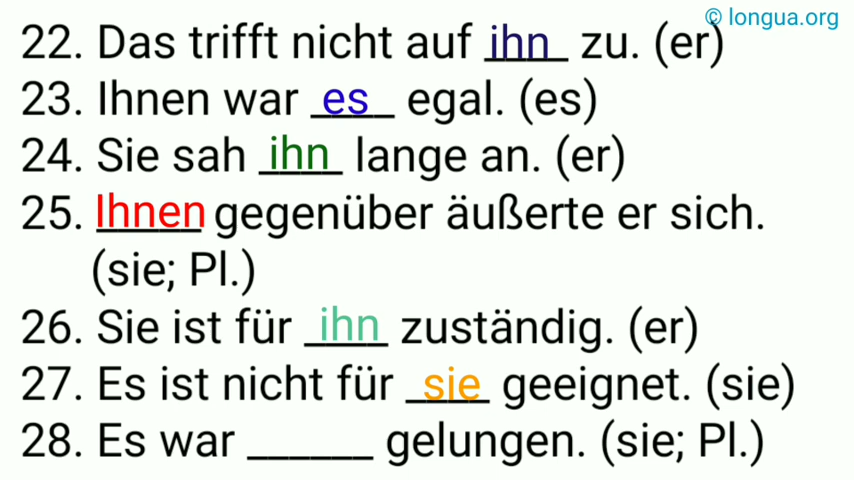 © longua.org
22. Das trifft nicht auf ihn zu. (er)
23. Ihnen war es egal. (es)
24. Sie sah ihn lange an. (er)
25. Ihnen gegenüber äußerte er sich.
(sie; Pl.)
26. Sie ist für ihn zuständig. (er)
27. Es ist nicht für sie geeignet. (sie)
28. Es war ______ gelungen. (sie; Pl.)